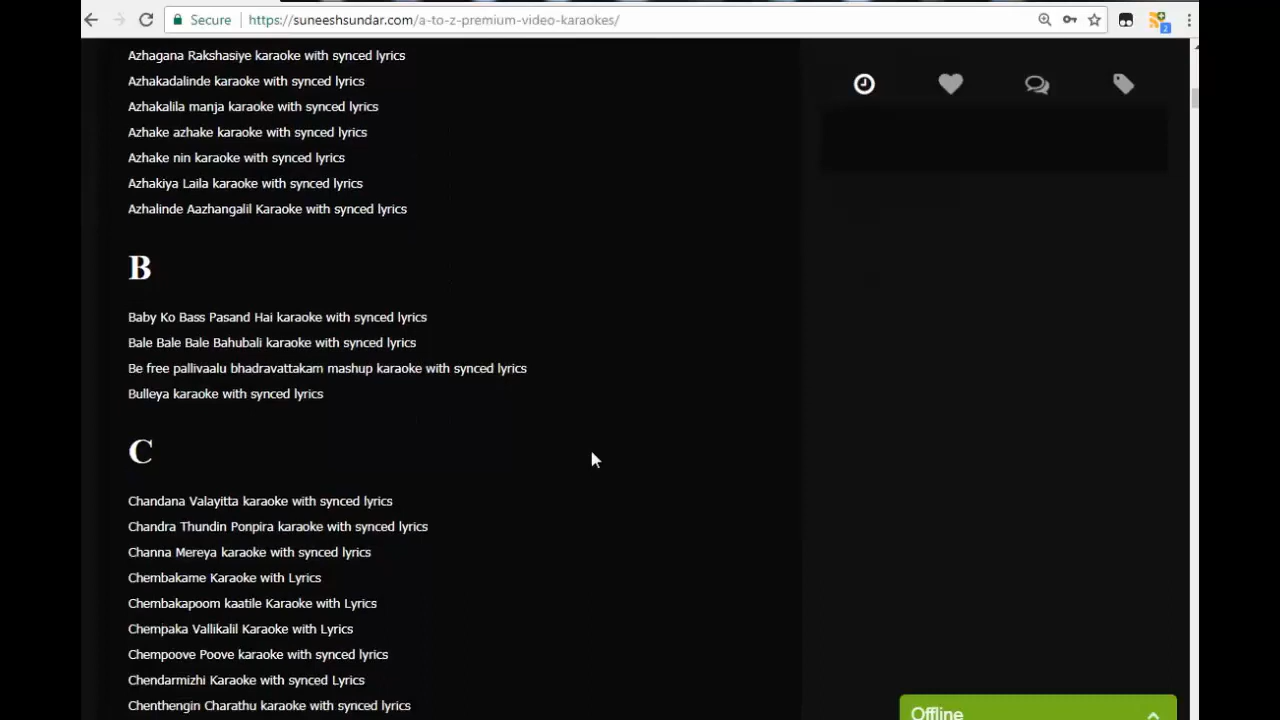 Secure
https://suneeshsundar.com/a-to-z-premium-video-karaokes/
2
Azhagana Rakshasiye karaoke with synced lyrics
Azhakadalinde karaoke with synced lyrics
Azhakalila manja karaoke with synced lyrics
Azhake azhake karaoke with synced lyrics
Azhake nin karaoke with synced lyrics
Azhakiya Laila karaoke with synced lyrics
Azhalinde Aazhangalil Karaoke with synced lyrics
B
Baby Ko Bass Pasand Hai karaoke with synced lyrics
Bale Bale Bale Bahubali karaoke with synced lyrics
Be free pallivaalu bhadravattakam mashup karaoke with synced lyrics
Bulleya karaoke with synced lyrics
C
Chandana Valayitta karaoke with synced lyrics
Chandra Thundin Ponpira karaoke with synced lyrics
Channa Mereya karaoke with synced lyrics
Chembakame Karaoke with Lyrics
Chembakapoom kaatile Karaoke with Lyrics
Chempaka Vallikalil Karaoke with Lyrics
Chempoove Poove karaoke with synced lyrics
Chendarmizhi Karaoke with synced Lyrics
Chenthengin Charathu karaoke with synced lyrics
Offline